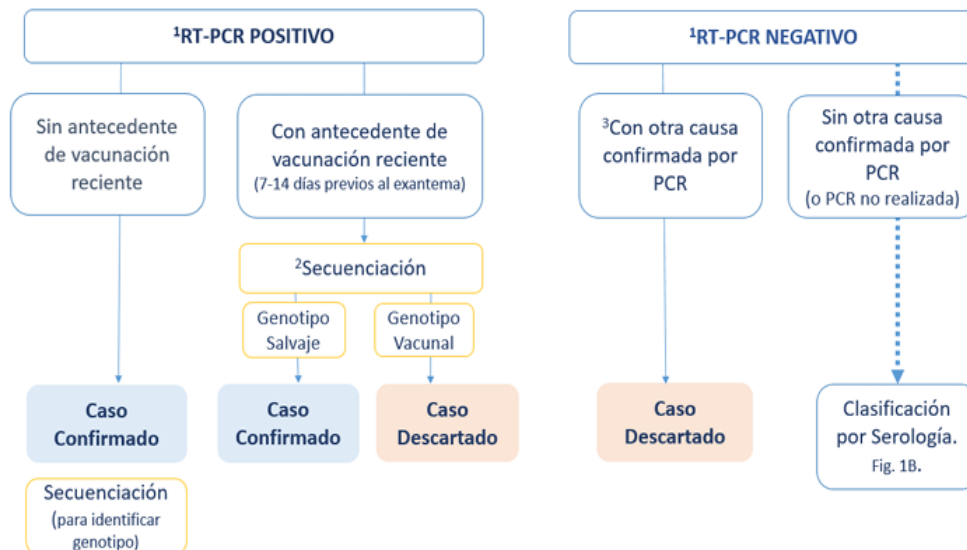 ¹RT-PCR POSITIVO
Sin antecedente
de vacunación
reciente
Con antecedente de
vacunación reciente
(7-14 días previos al exantema)
²Secuenciación
Genotipo
Salvaje
Genotipo
Vacunal
Caso
Confirmado
Caso
Confirmado
Caso
Descartado
Secuenciación
(para identificar
genotipo)
¹RT-PCR NEGATIVO
³Con otra causa
confirmada por
PCR
Sin otra causa
confirmada por
PCR
(o PCR no realizada)
Caso
Descartado
Clasificación
por Serología.
Fig. 1B.